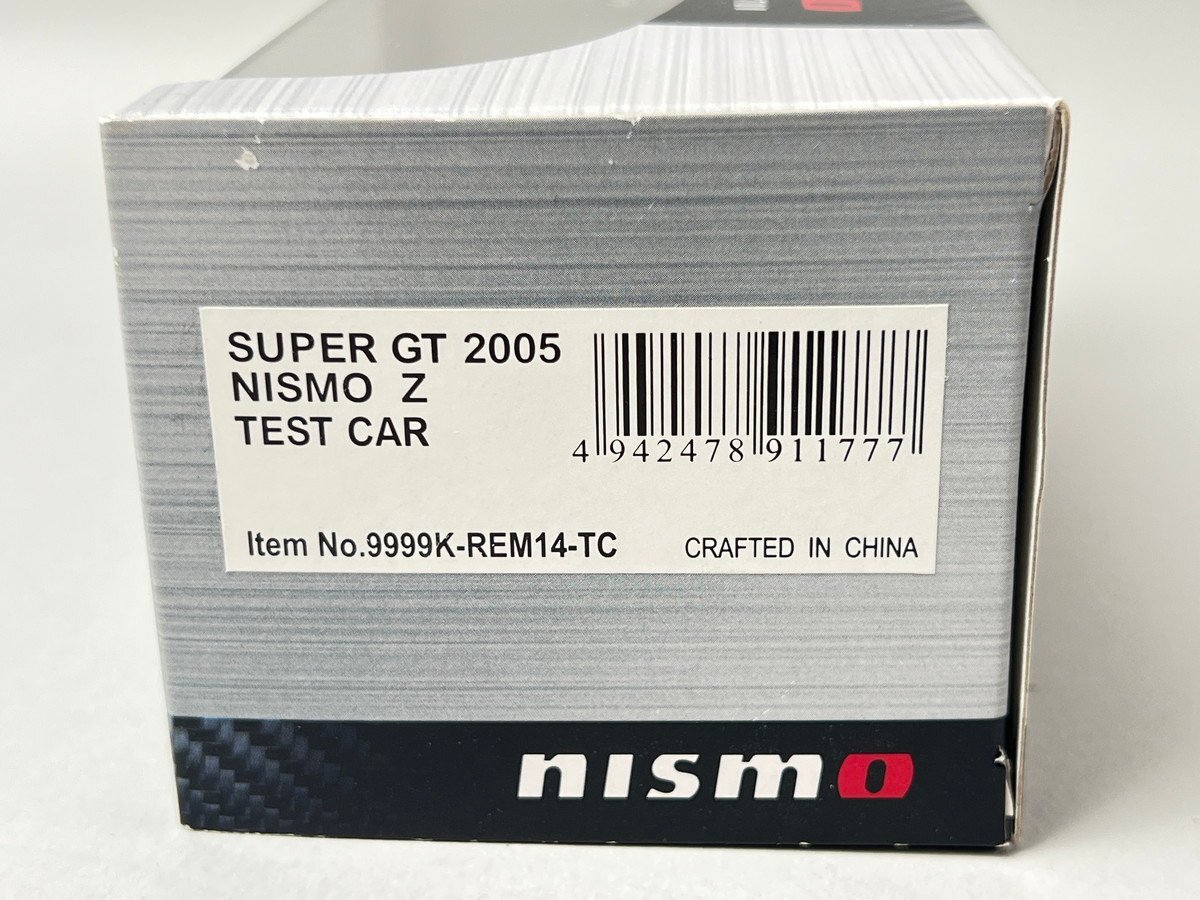 SUPER GT 2005
NISMO Z
TEST CAR
4 942478 911777
Item No.9999K-REM14-TC
CRAFTED IN CHINA
nismo